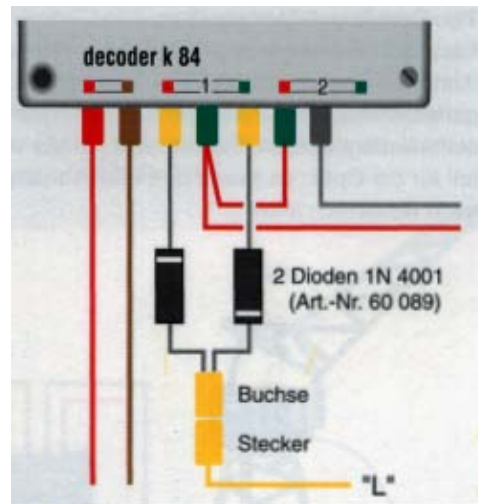 decoder k 84
1
2
2 Dioden 1N 4001
(Art.-Nr. 60 089)
Buchse
Stecker
"L"